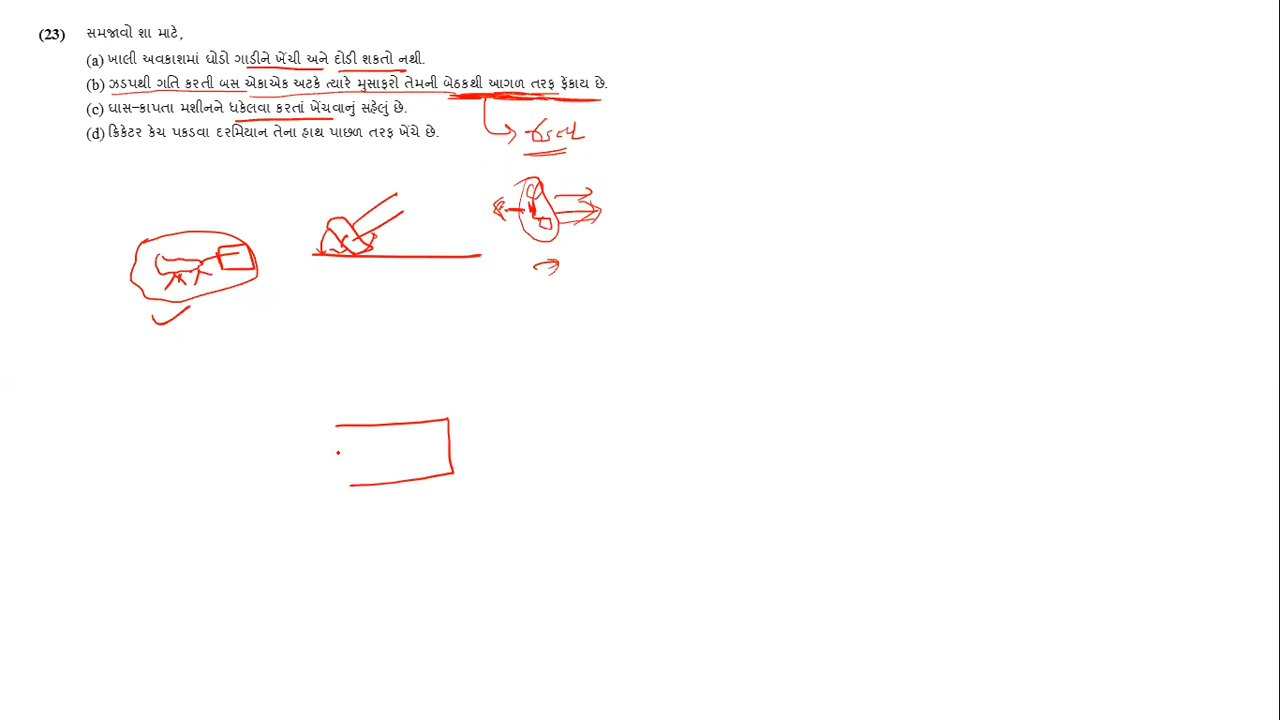 (23) સમજાવો શા માટે,
(a) ખાલી અવકાશમાં ઘોડો ગાડીને ખેંચી અને દોડી શકતો નથી.
(b) ઝડપથી ગતિ કરતી બસ એકાએક અટકે ત્યારે મુસાફરો તેમની બેઠકથી આગળ તરફ ફેંકાય છે.
(c) ઘાસ-કાપતા મશીનને ધકેલવા કરતાં ખેંચવાનું સહેલું છે.
(d) ક્રિકેટર કેચ પકડવા દરમિયાન તેના હાથ પાછળ તરફ ખેંચે છે.